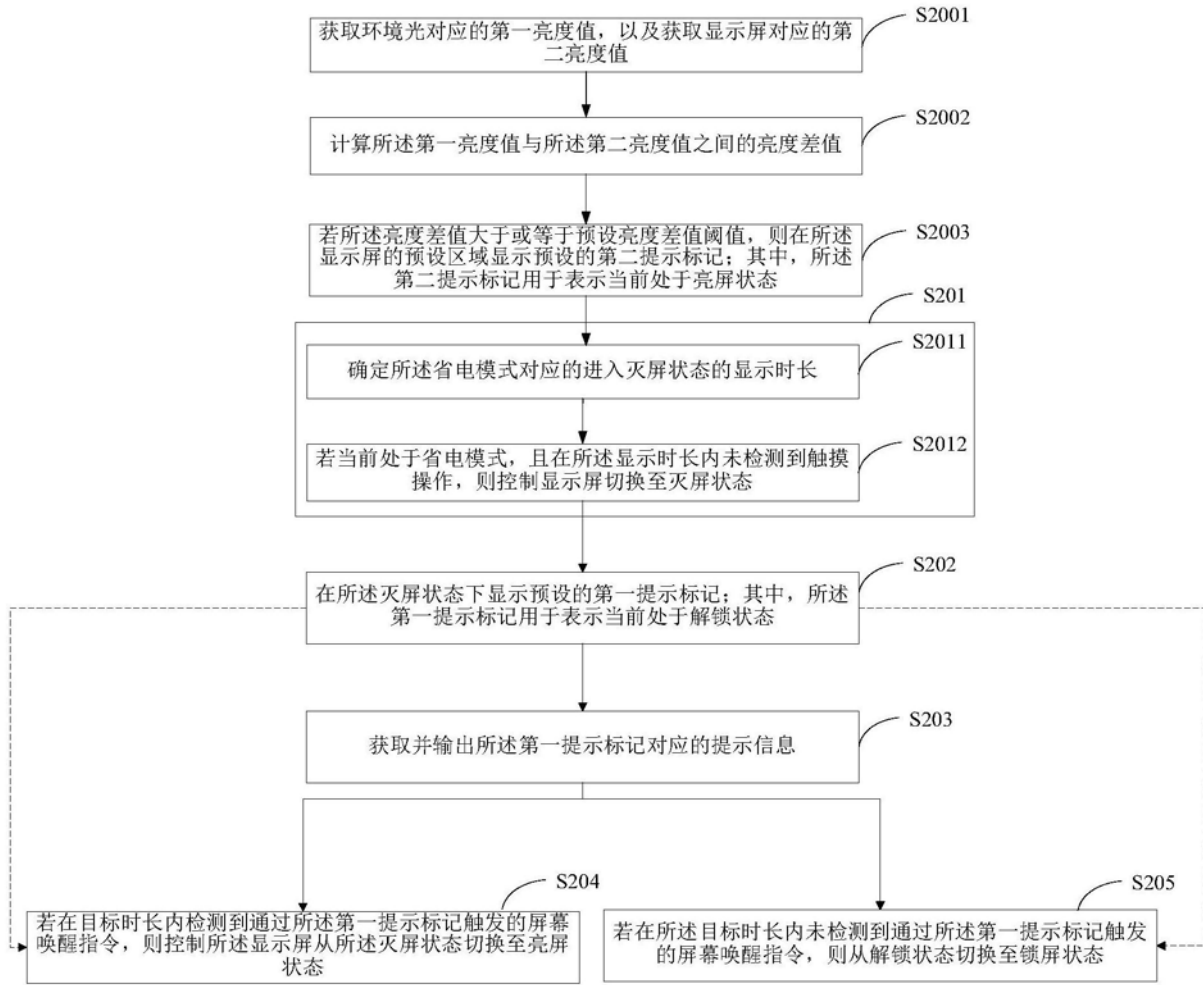 S2001
获取环境光对应的第一亮度值，以及获取显示屏对应的第
二亮度值
S2002
计算所述第一亮度值与所述第二亮度值之间的亮度差值
S2003
若所述亮度差值大于或等于预设亮度差值阈值，则在所述
显示屏的预设区域显示预设的第二提示标记；其中，所述
第二提示标记用于表示当前处于亮屏状态
S201
S2011
确定所述省电模式对应的进入灭屏状态的显示时长
S2012
若当前处于省电模式，且在所述显示时长内未检测到触摸
操作，则控制显示屏切换至灭屏状态
S202
在所述灭屏状态下显示预设的第一提示标记；其中，所述
第一提示标记用于表示当前处于解锁状态
S203
获取并输出所述第一提示标记对应的提示信息
S204
若在目标时长内检测到通过所述第一提示标记触发的屏幕
唤醒指令，则控制所述显示屏从所述灭屏状态切换至亮屏
状态
S205
若在所述目标时长内未检测到通过所述第一提示标记触发
的屏幕唤醒指令，则从解锁状态切换至锁屏状态